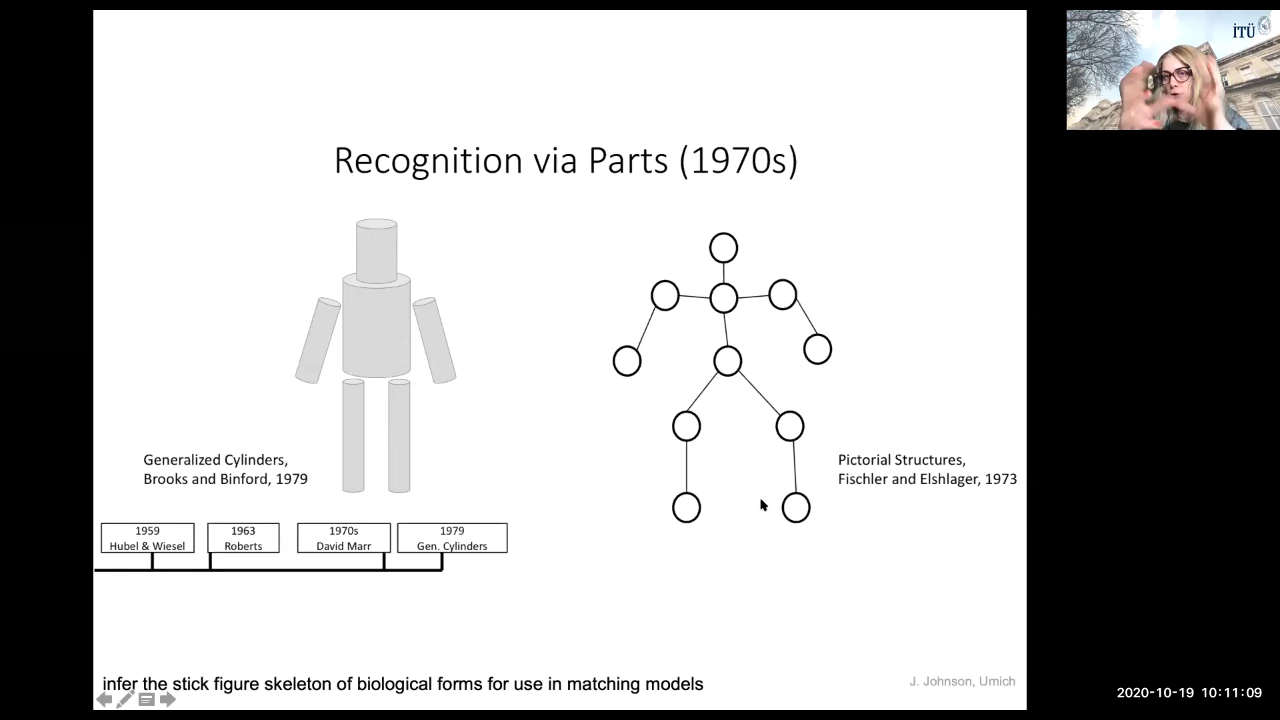 İTÜ
Recognition via Parts (1970s)
Generalized Cylinders,
Brooks and Binford, 1979
Pictorial Structures,
Fischler and Elshlager, 1973
1959
Hubel & Wiesel
1963
Roberts
1970s
David Marr
1979
Gen. Cylinders
infer the stick figure skeleton of biological forms for use in matching models
J. Johnson, Umich
2020-10-19 10:11:09